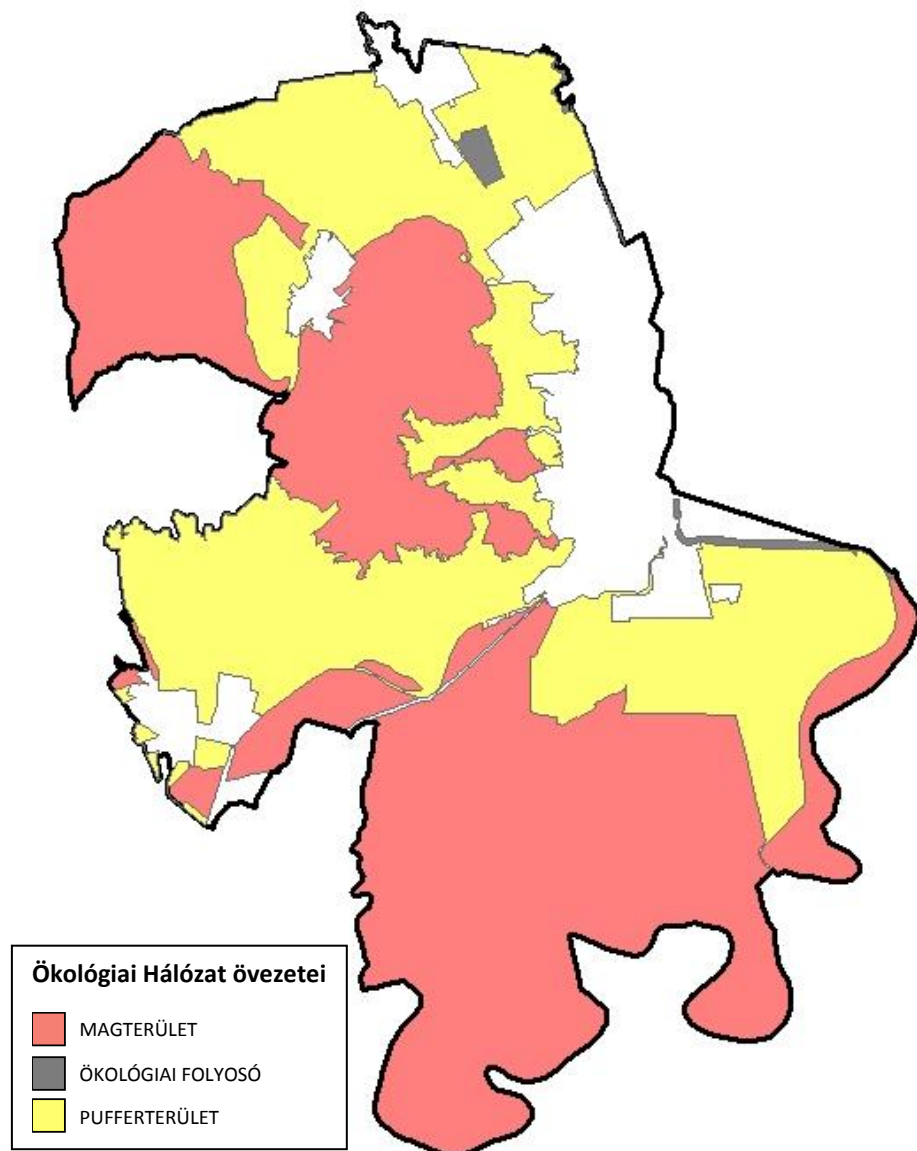 Ökológiai Hálózat övezetei
MAGTERÜLET
ÖKOLÓGIAI FOLYOSÓ
PUFFERTERÜLET